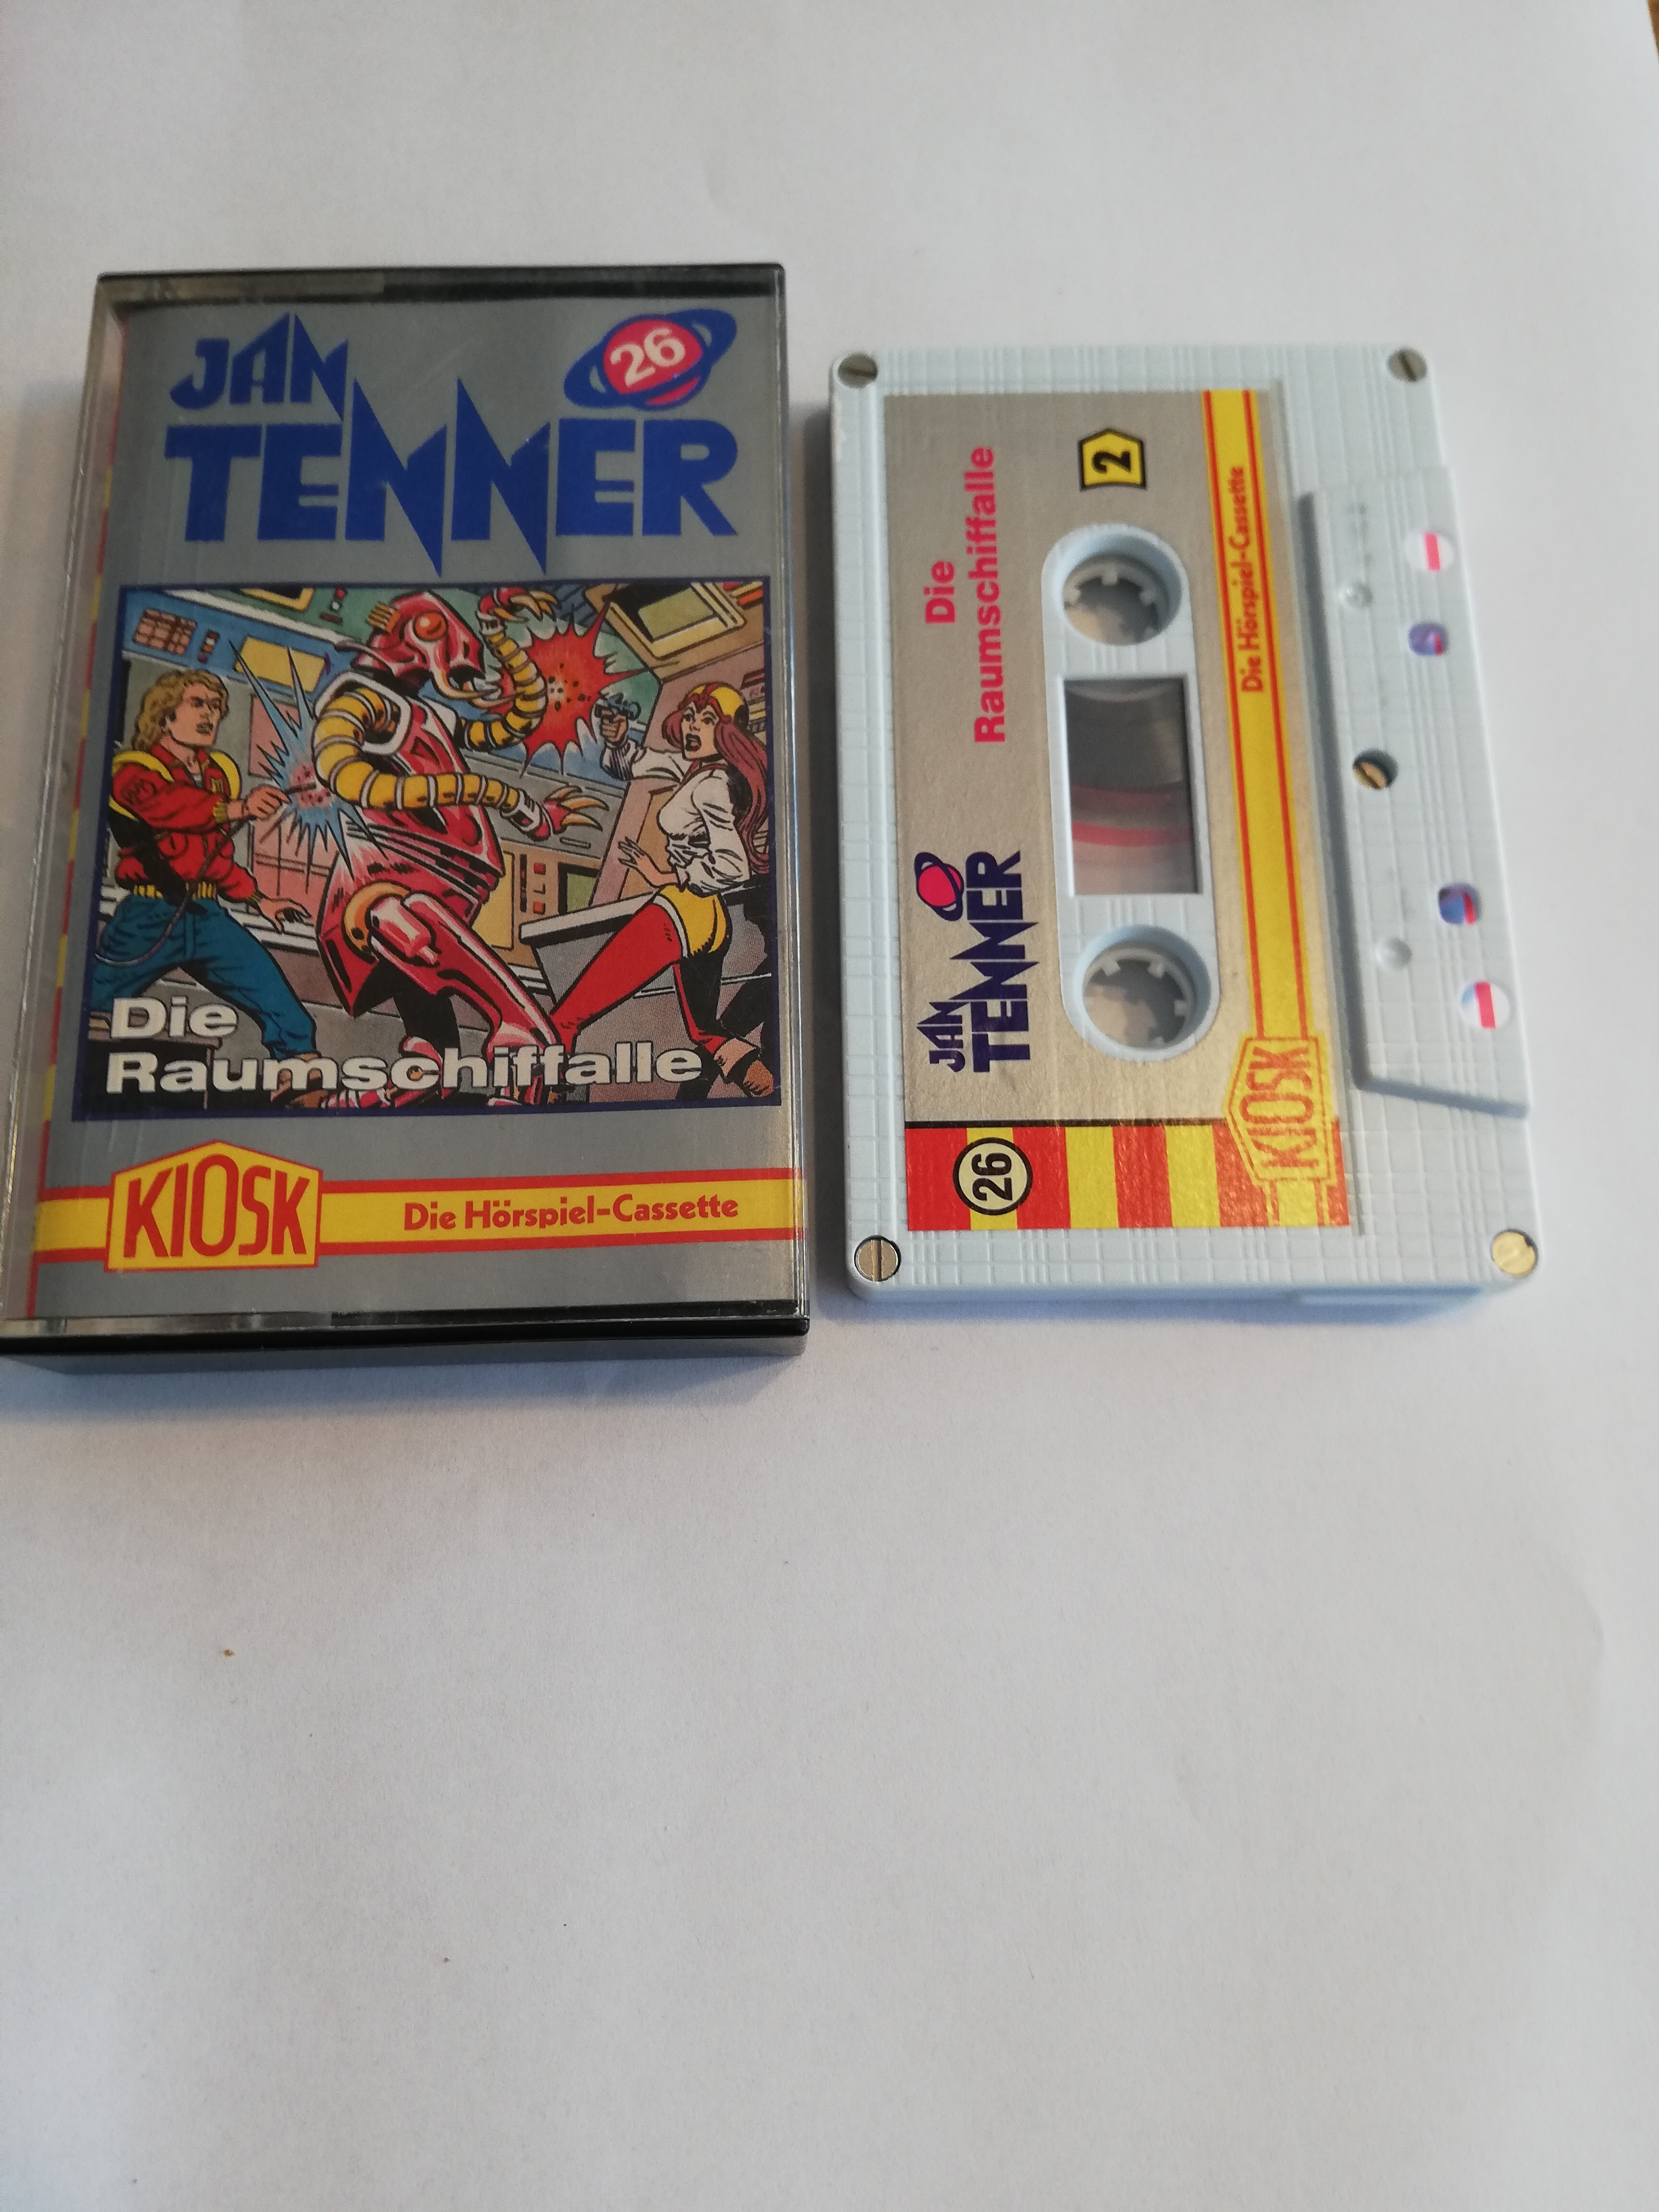 JAN
TENNER
26
Die
Raumschiffalle
KIOSK
Die Hörspiel-Cassette
Die
Raumschiffalle
2
JAN
TENNER
Die Hörspiel-Cassette
KIOSK
26